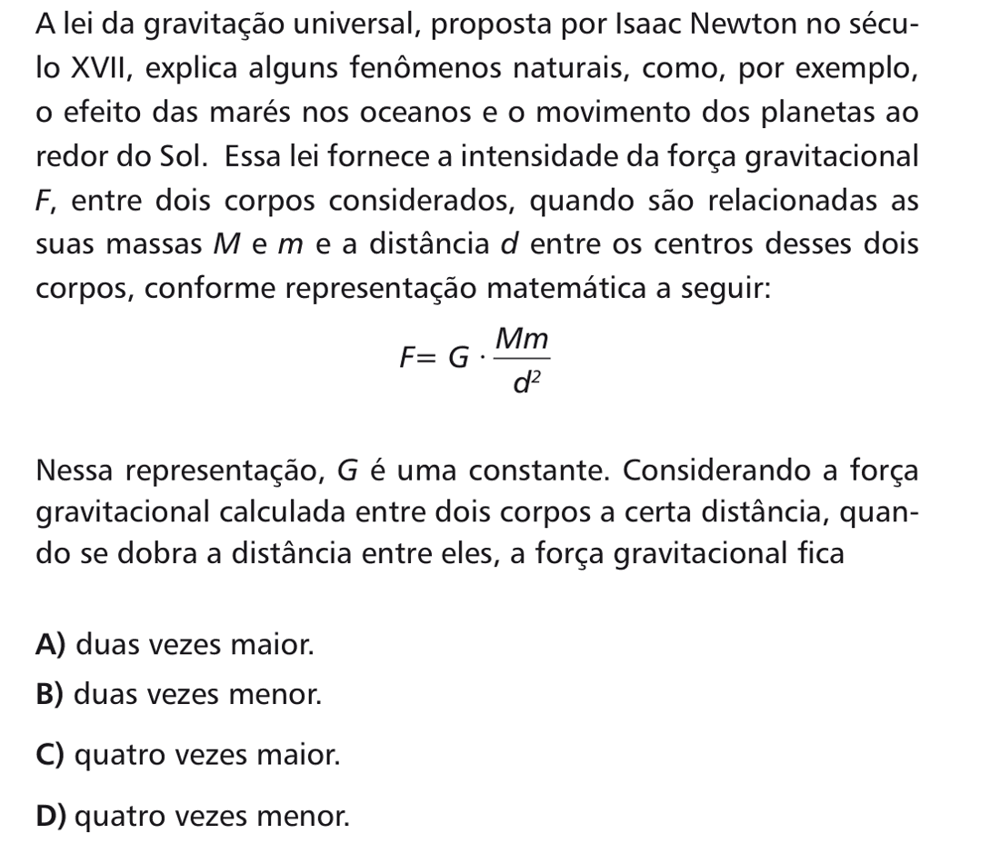 A lei da gravitação universal, proposta por Isaac Newton no sécu-
lo XVII, explica alguns fenômenos naturais, como, por exemplo,
o efeito das marés nos oceanos e o movimento dos planetas ao
redor do Sol. Essa lei fornece a intensidade da força gravitacional
F, entre dois corpos considerados, quando são relacionadas as
suas massas M e m e a distância d entre os centros desses dois
corpos, conforme representação matemática a seguir:
F= G · Mm/d²
Nessa representação, G é uma constante. Considerando a força
gravitacional calculada entre dois corpos a certa distância, quan-
do se dobra a distância entre eles, a força gravitacional fica
A) duas vezes maior.
B) duas vezes menor.
C) quatro vezes maior.
D) quatro vezes menor.